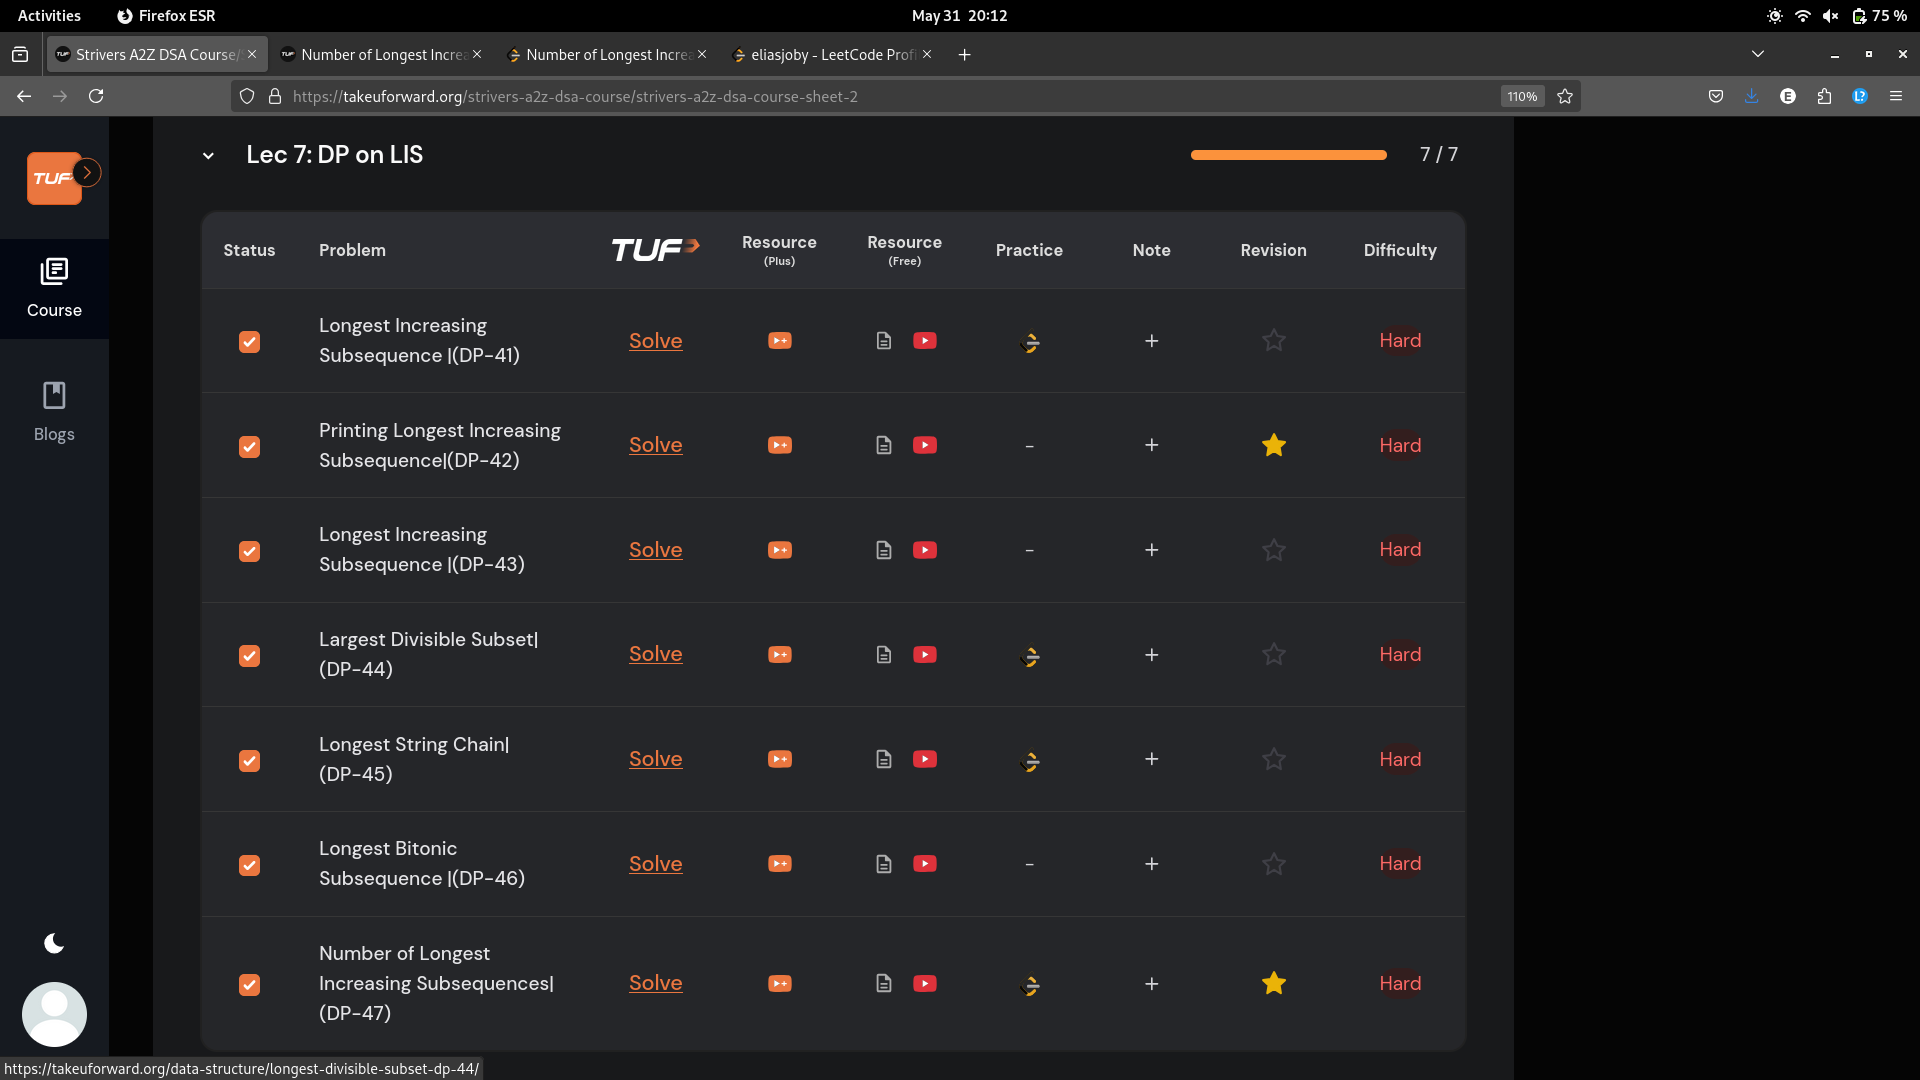 Activities
Firefox ESR
May 31 20:12
75 %
Strivers A2Z DSA Course/
Number of Longest Increa
Number of Longest Increa
eliasjoby - LeetCode Profi
https://takeuforward.org/strivers-a2z-dsa-course/strivers-a2z-dsa-course-sheet-2
110%
E
L?
TUF
Course
Blogs
Lec 7: DP on LIS
7 / 7
Status
Problem
TUF
Resource
(Plus)
Resource
(Free)
Practice
Note
Revision
Difficulty
Longest Increasing
Subsequence |(DP-41)
Solve
+
Hard
Printing Longest Increasing
Subsequence|(DP-42)
Solve
-
+
Hard
Longest Increasing
Subsequence |(DP-43)
Solve
-
+
Hard
Largest Divisible Subset|
(DP-44)
Solve
+
Hard
Longest String Chain|
(DP-45)
Solve
+
Hard
Longest Bitonic
Subsequence |(DP-46)
Solve
-
+
Hard
Number of Longest
Increasing Subsequences|
(DP-47)
Solve
+
Hard
https://takeuforward.org/data-structure/longest-divisible-subset-dp-44/